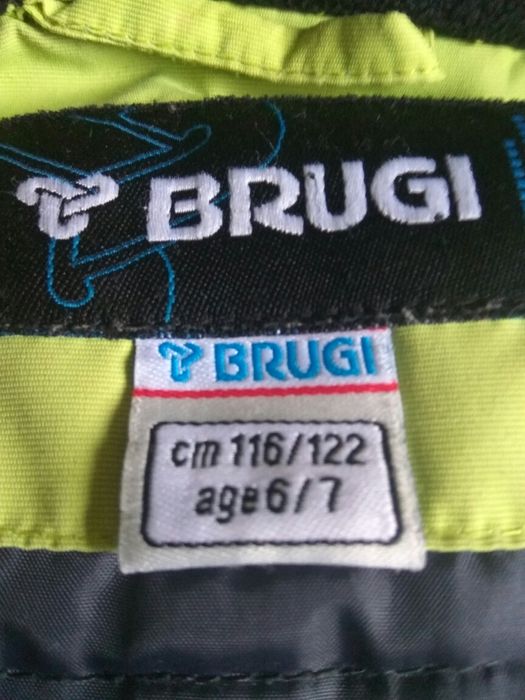 BRUGI
BRUGI
cm 116/122
age 6/7